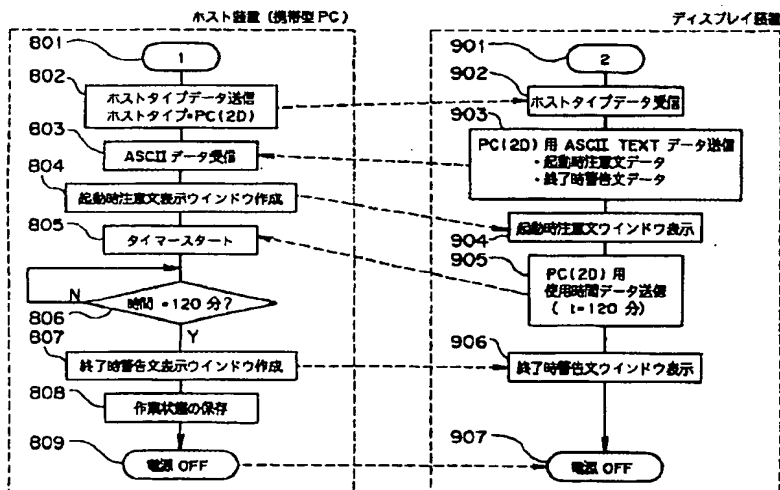 ホスト装置 (携帯型 PC)
801
1
802
ホストタイプデータ送信
ホストタイプ=PC(2D)
803
ASCII データ受信
804
起動時注意文表示ウインドウ作成
805
タイマースタート
N
時間 =120 分?
806
Y
807
終了時警告文表示ウインドウ作成
808
作業状態の保存
809
電源 OFF
ディスプレイ装置
901
2
902
ホストタイプデータ受信
903
PC(2D)用 ASCII TEXT データ送信
・起動時注意文データ
・終了時警告文データ
起動時注意文ウインドウ表示
904
905
PC(2D)用
使用時間データ送信
( t=120 分)
906
終了時警告文ウインドウ表示
907
電源 OFF